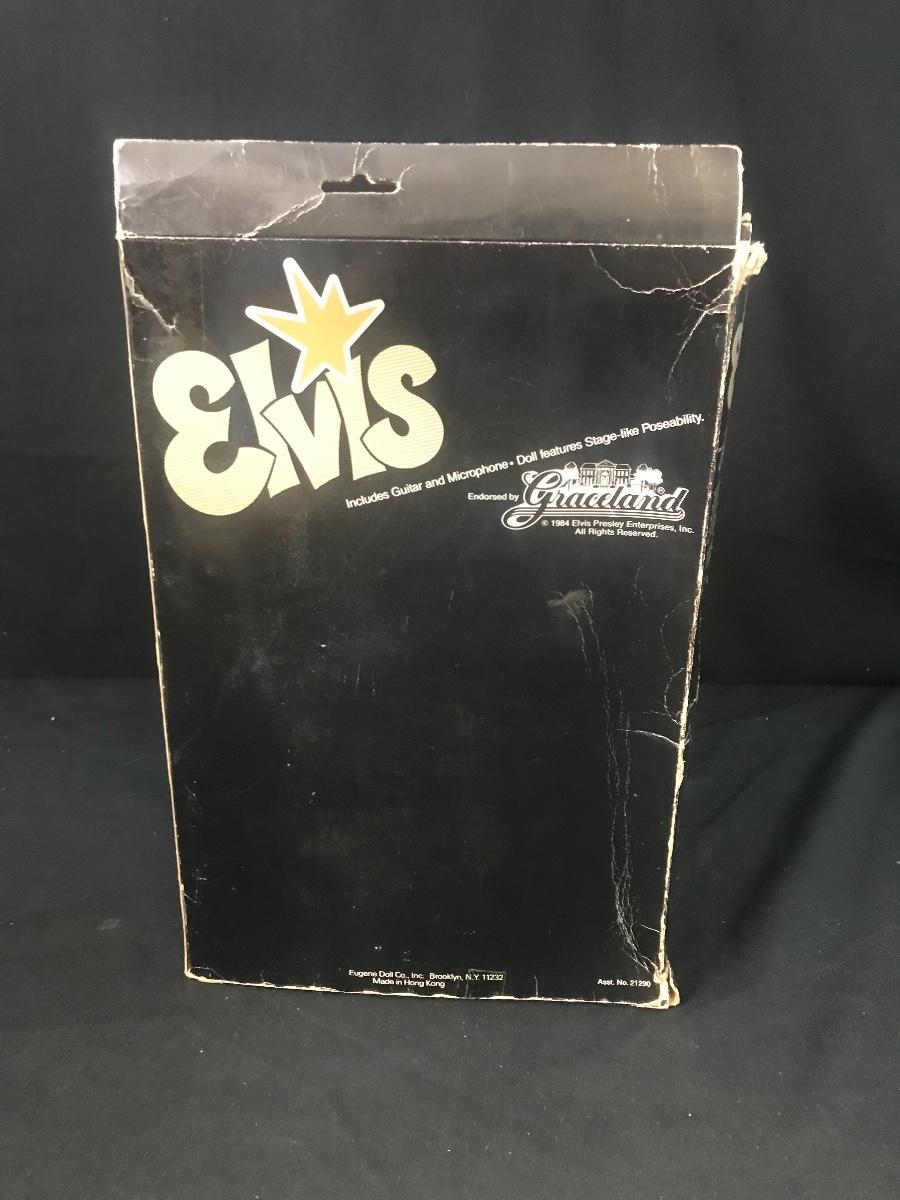 Elvis
Includes Guitar and Microphone • Doll features Stage-like Poseability.
Endorsed by Graceland®
© 1984 Elvis Presley Enterprises, Inc.
All Rights Reserved.
Eugene Doll Co., Inc. Brooklyn, N.Y. 11232
Made in Hong Kong
Asst. No. 21290